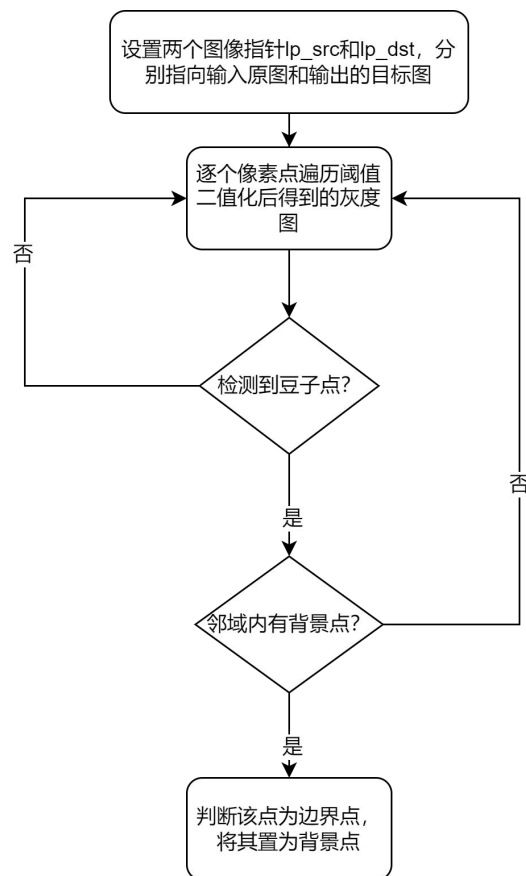 设置两个图像指针lp_src和lp_dst，分
别指向输入原图和输出的目标图
逐个像素点遍历阈值
二值化后得到的灰度
图
否
检测到豆子点？
否
是
邻域内有背景点？
是
判断该点为边界点，
将其置为背景点